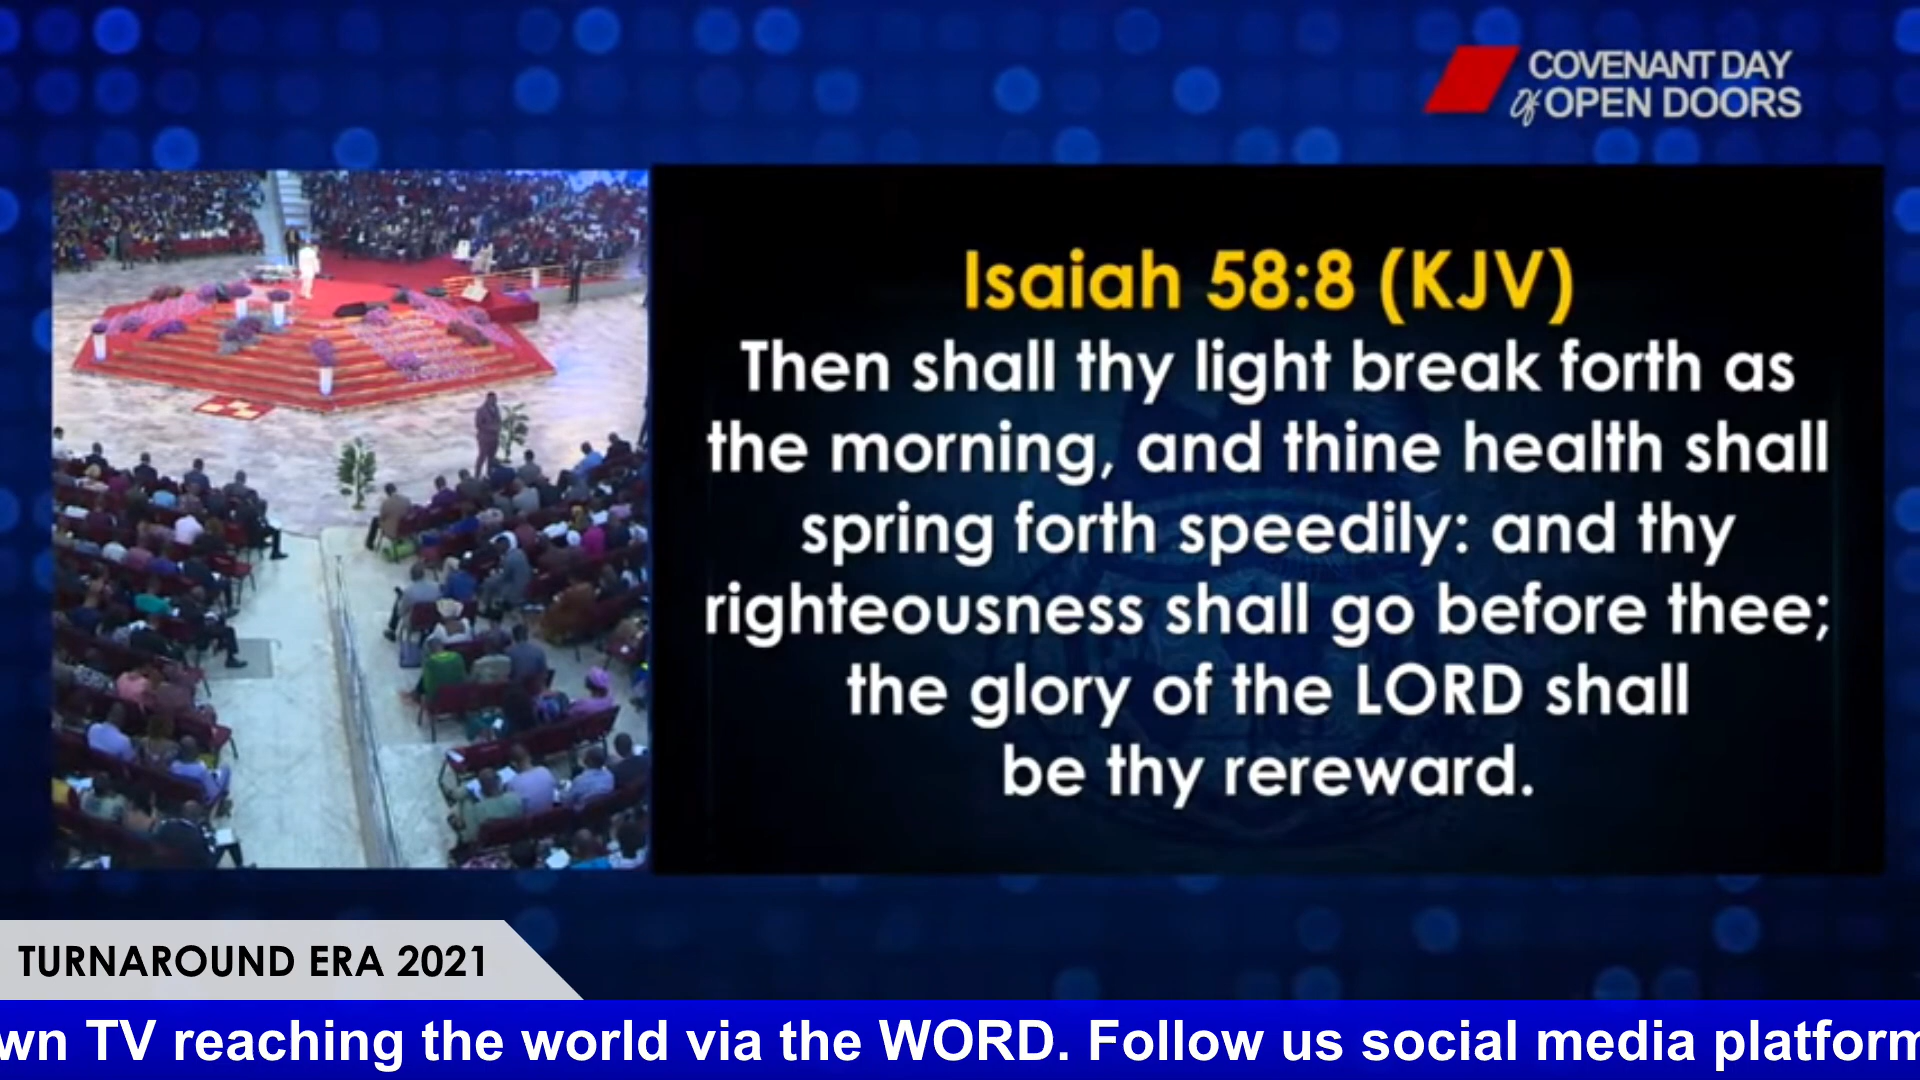 COVENANT DAY
Of OPEN DOORS
Isaiah 58:8 (KJV)
Then shall thy light break forth as
the morning, and thine health shall
spring forth speedily: and thy
righteousness shall go before thee;
the glory of the LORD shall
be thy rereward.
TURNAROUND ERA 2021
wn TV reaching the world via the WORD. Follow us social media platform